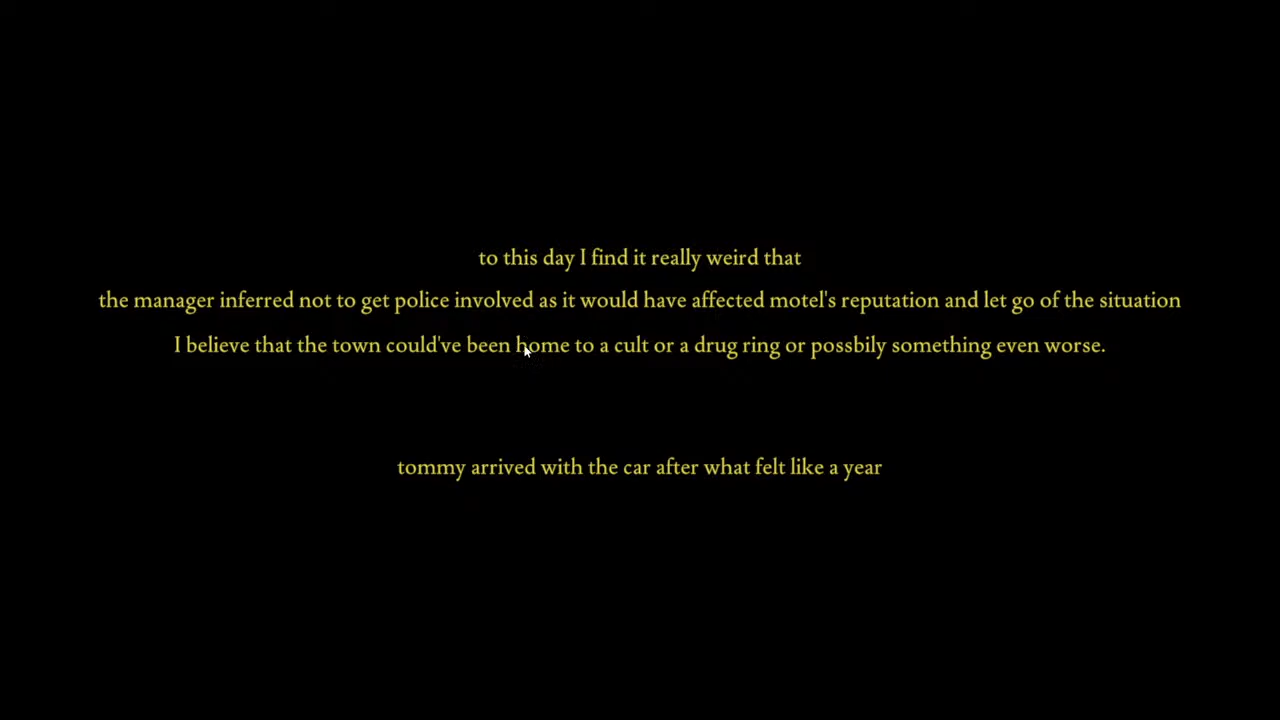 to this day I find it really weird that
the manager inferred not to get police involved as it would have affected motel's reputation and let go of the situation
I believe that the town could've been home to a cult or a drug ring or possbily something even worse.
tommy arrived with the car after what felt like a year